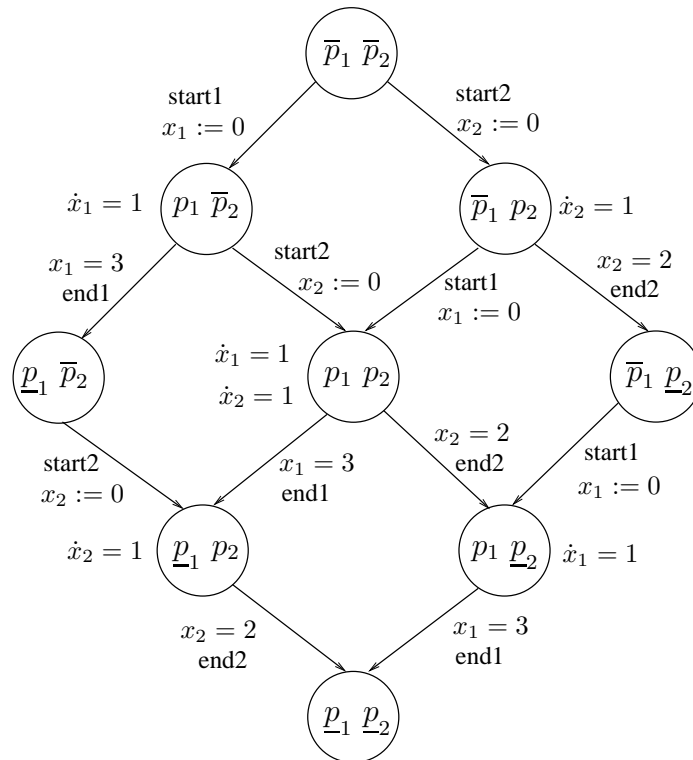 p̅₁ p̅₂
start1
x₁ := 0
start2
x₂ := 0
ẋ₁ = 1
p₁ p̅₂
p̅₁ p₂
ẋ₂ = 1
x₁ = 3
end1
start2
x₂ := 0
start1
x₁ := 0
x₂ = 2
end2
p̲₁ p̅₂
ẋ₁ = 1
ẋ₂ = 1
p₁ p₂
p̅₁ p̲₂
start2
x₂ := 0
x₁ = 3
end1
x₂ = 2
end2
start1
x₁ := 0
ẋ₂ = 1
p̲₁ p₂
p₁ p̲₂
ẋ₁ = 1
x₂ = 2
end2
x₁ = 3
end1
p̲₁ p̲₂